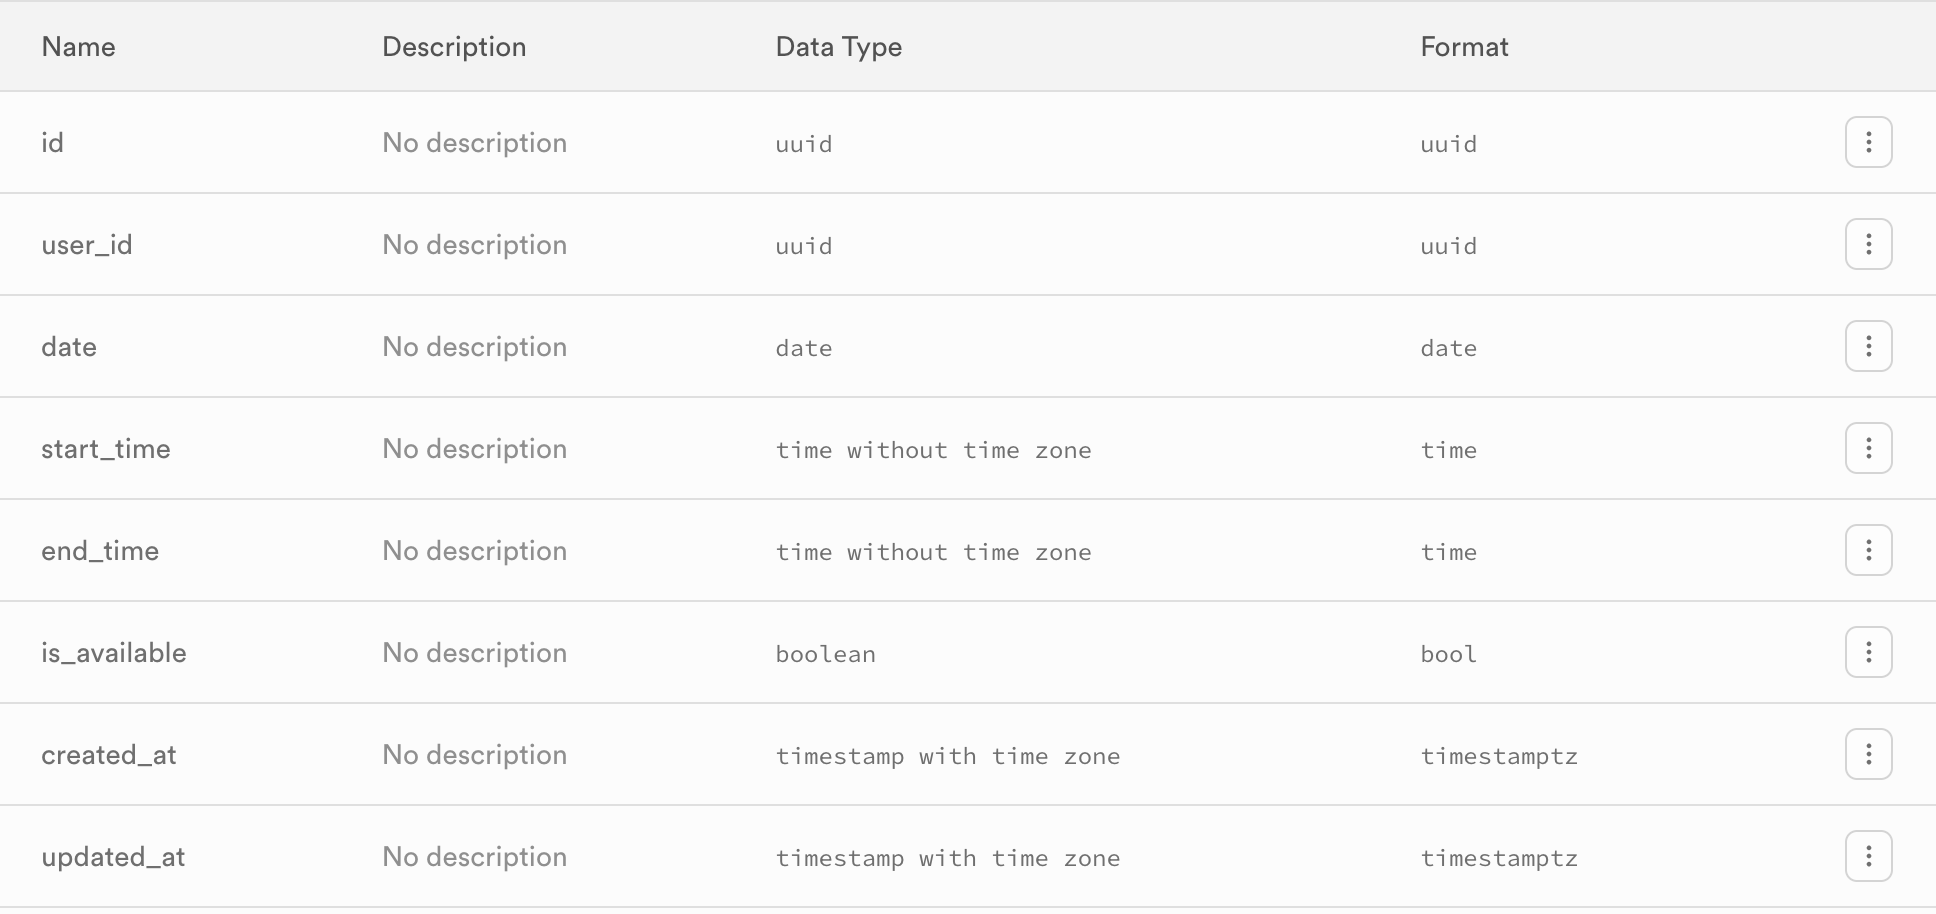 Name Description Data Type Format
id No description uuid uuid
user_id No description uuid uuid
date No description date date
start_time No description time without time zone time
end_time No description time without time zone time
is_available No description boolean bool
created_at No description timestamp with time zone timestamptz
updated_at No description timestamp with time zone timestamptz